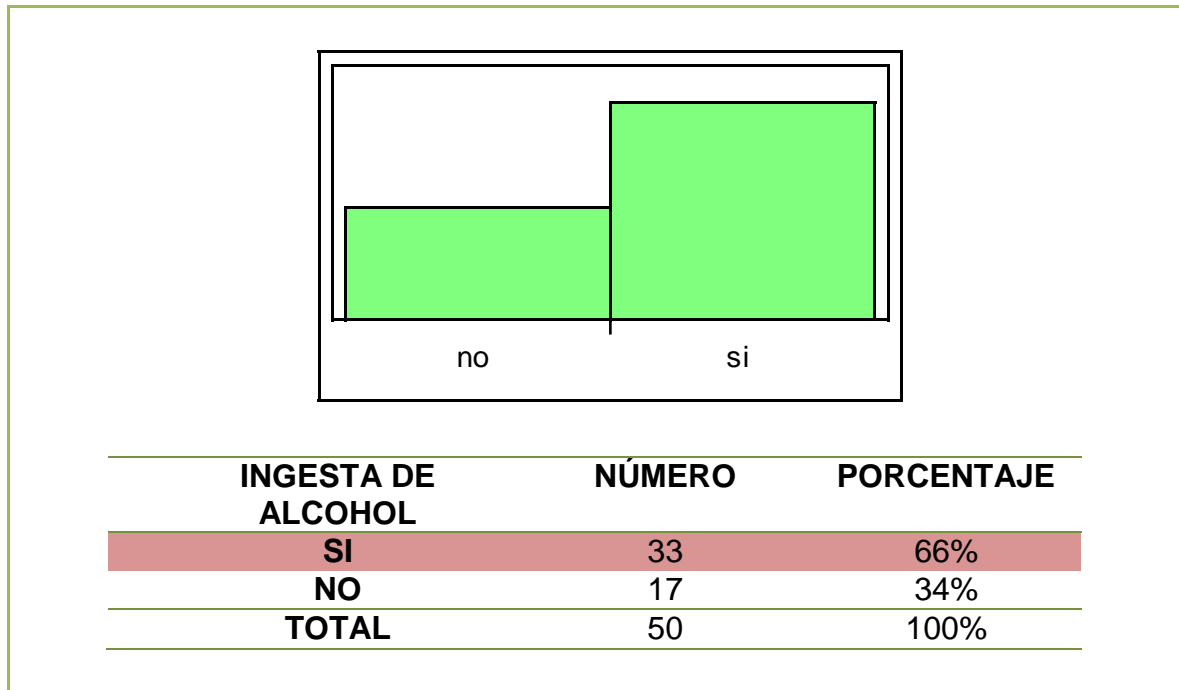 no si
INGESTA DE NÚMERO PORCENTAJE
ALCOHOL
SI 33 66%
NO 17 34%
TOTAL 50 100%